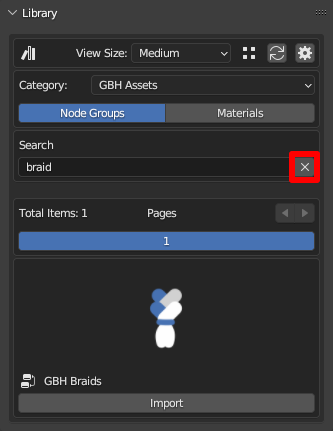 Library
View Size: Medium
Category: GBH Assets
Node Groups Materials
Search
braid
Total Items: 1 Pages
1
GBH Braids
Import